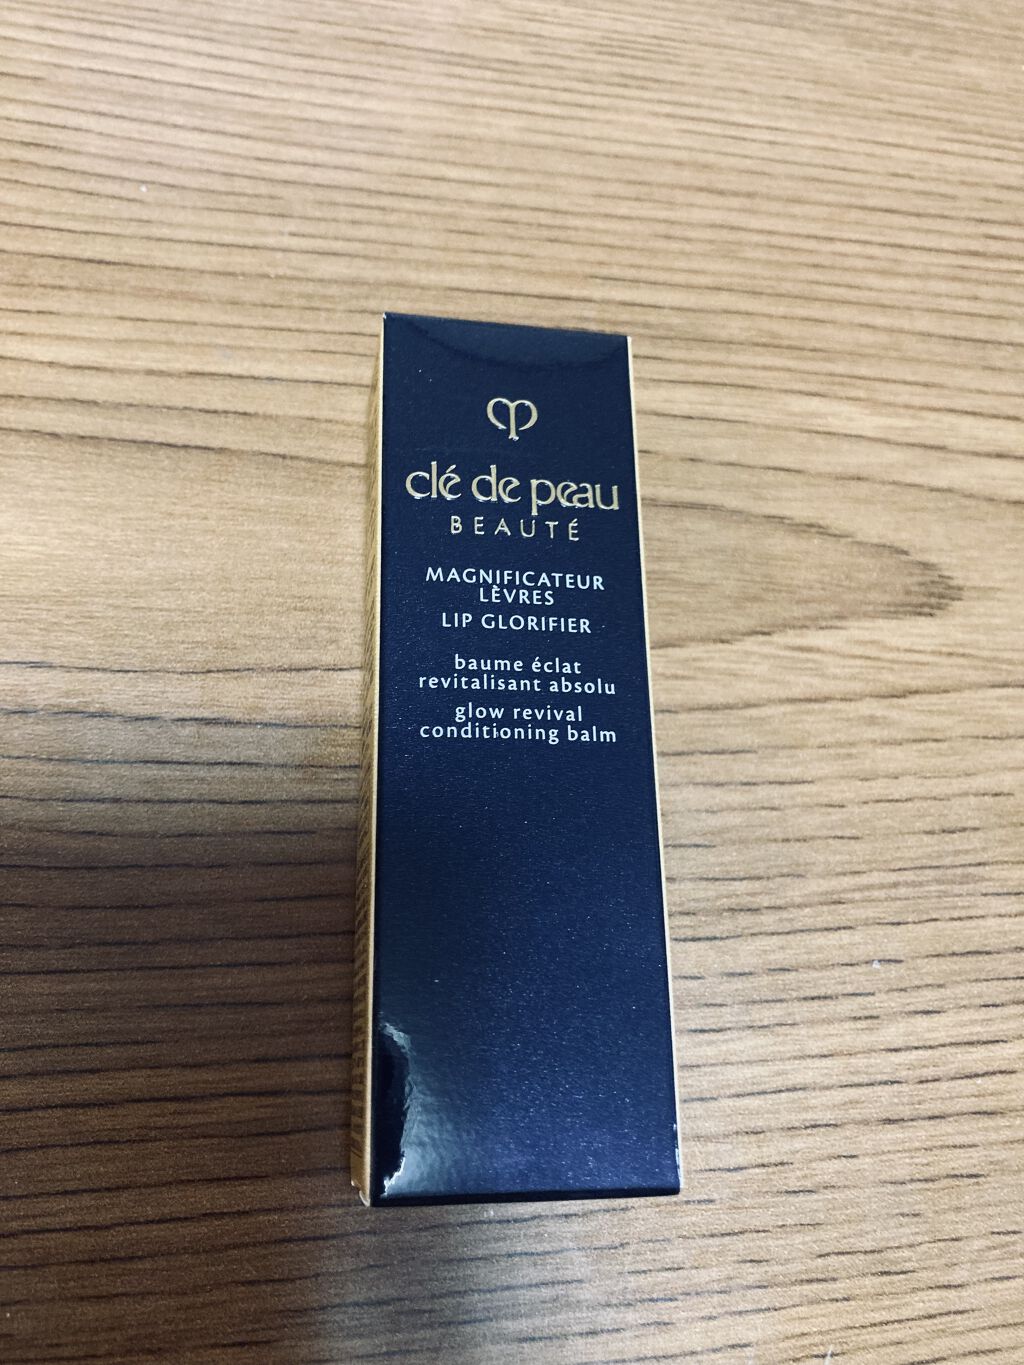 clé de peau
BEAUTÉ
MAGNIFICATEUR
LÈVRES
LIP GLORIFIER
baume éclat
revitalisant absolu
glow revival
conditioning balm